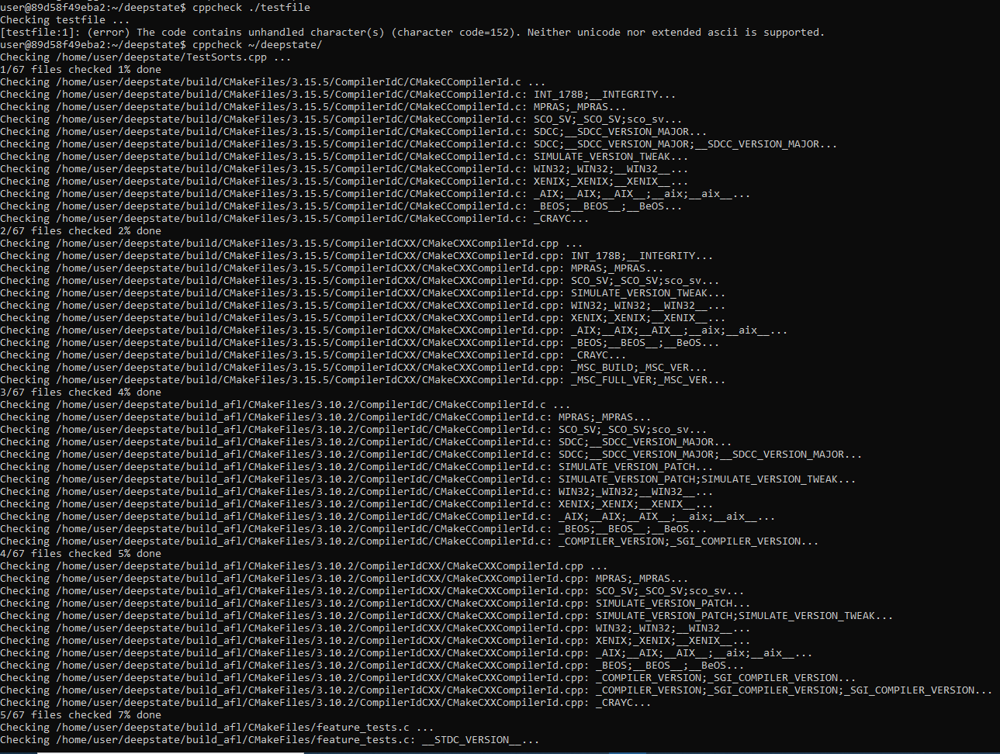 user@89d58f49eba2:~/deepstate$ cppcheck ./testfile
Checking testfile ...
[testfile:1]: (error) The code contains unhandled character(s) (character code=152). Neither unicode nor extended ascii is supported.
user@89d58f49eba2:~/deepstate$ cppcheck ~/deepstate/
Checking /home/user/deepstate/TestSorts.cpp ...
1/67 files checked 1% done
Checking /home/user/deepstate/build/CMakeFiles/3.15.5/CompilerIdC/CMakeCCompilerId.c ...
Checking /home/user/deepstate/build/CMakeFiles/3.15.5/CompilerIdC/CMakeCCompilerId.c: INT_178B;__INTEGRITY...
Checking /home/user/deepstate/build/CMakeFiles/3.15.5/CompilerIdC/CMakeCCompilerId.c: MPRAS;_MPRAS...
Checking /home/user/deepstate/build/CMakeFiles/3.15.5/CompilerIdC/CMakeCCompilerId.c: SCO_SV;_SCO_SV;sco_sv...
Checking /home/user/deepstate/build/CMakeFiles/3.15.5/CompilerIdC/CMakeCCompilerId.c: SDCC;__SDCC_VERSION_MAJOR...
Checking /home/user/deepstate/build/CMakeFiles/3.15.5/CompilerIdC/CMakeCCompilerId.c: SDCC;__SDCC_VERSION_MAJOR;__SDCC_VERSION_MAJOR...
Checking /home/user/deepstate/build/CMakeFiles/3.15.5/CompilerIdC/CMakeCCompilerId.c: SIMULATE_VERSION_TWEAK...
Checking /home/user/deepstate/build/CMakeFiles/3.15.5/CompilerIdC/CMakeCCompilerId.c: WIN32;_WIN32;__WIN32__...
Checking /home/user/deepstate/build/CMakeFiles/3.15.5/CompilerIdC/CMakeCCompilerId.c: XENIX;_XENIX;__XENIX__...
Checking /home/user/deepstate/build/CMakeFiles/3.15.5/CompilerIdC/CMakeCCompilerId.c: _AIX;__AIX;__AIX__;__aix;__aix__...
Checking /home/user/deepstate/build/CMakeFiles/3.15.5/CompilerIdC/CMakeCCompilerId.c: _BEOS;__BEOS__;__BeOS...
Checking /home/user/deepstate/build/CMakeFiles/3.15.5/CompilerIdC/CMakeCCompilerId.c: _CRAYC...
2/67 files checked 2% done
Checking /home/user/deepstate/build/CMakeFiles/3.15.5/CompilerIdCXX/CMakeCXXCompilerId.cpp ...
Checking /home/user/deepstate/build/CMakeFiles/3.15.5/CompilerIdCXX/CMakeCXXCompilerId.cpp: INT_178B;__INTEGRITY...
Checking /home/user/deepstate/build/CMakeFiles/3.15.5/CompilerIdCXX/CMakeCXXCompilerId.cpp: MPRAS;_MPRAS...
Checking /home/user/deepstate/build/CMakeFiles/3.15.5/CompilerIdCXX/CMakeCXXCompilerId.cpp: SCO_SV;_SCO_SV;sco_sv...
Checking /home/user/deepstate/build/CMakeFiles/3.15.5/CompilerIdCXX/CMakeCXXCompilerId.cpp: SIMULATE_VERSION_TWEAK...
Checking /home/user/deepstate/build/CMakeFiles/3.15.5/CompilerIdCXX/CMakeCXXCompilerId.cpp: WIN32;_WIN32;__WIN32__...
Checking /home/user/deepstate/build/CMakeFiles/3.15.5/CompilerIdCXX/CMakeCXXCompilerId.cpp: XENIX;_XENIX;__XENIX__...
Checking /home/user/deepstate/build/CMakeFiles/3.15.5/CompilerIdCXX/CMakeCXXCompilerId.cpp: _AIX;__AIX;__AIX__;__aix;__aix__...
Checking /home/user/deepstate/build/CMakeFiles/3.15.5/CompilerIdCXX/CMakeCXXCompilerId.cpp: _BEOS;__BEOS__;__BeOS...
Checking /home/user/deepstate/build/CMakeFiles/3.15.5/CompilerIdCXX/CMakeCXXCompilerId.cpp: _CRAYC...
Checking /home/user/deepstate/build/CMakeFiles/3.15.5/CompilerIdCXX/CMakeCXXCompilerId.cpp: _MSC_BUILD;_MSC_VER...
Checking /home/user/deepstate/build/CMakeFiles/3.15.5/CompilerIdCXX/CMakeCXXCompilerId.cpp: _MSC_FULL_VER;_MSC_VER...
3/67 files checked 4% done
Checking /home/user/deepstate/build_afl/CMakeFiles/3.10.2/CompilerIdC/CMakeCCompilerId.c ...
Checking /home/user/deepstate/build_afl/CMakeFiles/3.10.2/CompilerIdC/CMakeCCompilerId.c: MPRAS;_MPRAS...
Checking /home/user/deepstate/build_afl/CMakeFiles/3.10.2/CompilerIdC/CMakeCCompilerId.c: SCO_SV;_SCO_SV;sco_sv...
Checking /home/user/deepstate/build_afl/CMakeFiles/3.10.2/CompilerIdC/CMakeCCompilerId.c: SDCC;__SDCC_VERSION_MAJOR...
Checking /home/user/deepstate/build_afl/CMakeFiles/3.10.2/CompilerIdC/CMakeCCompilerId.c: SDCC;__SDCC_VERSION_MAJOR;__SDCC_VERSION_MAJOR...
Checking /home/user/deepstate/build_afl/CMakeFiles/3.10.2/CompilerIdC/CMakeCCompilerId.c: SIMULATE_VERSION_PATCH...
Checking /home/user/deepstate/build_afl/CMakeFiles/3.10.2/CompilerIdC/CMakeCCompilerId.c: SIMULATE_VERSION_PATCH;SIMULATE_VERSION_TWEAK...
Checking /home/user/deepstate/build_afl/CMakeFiles/3.10.2/CompilerIdC/CMakeCCompilerId.c: WIN32;_WIN32;__WIN32__...
Checking /home/user/deepstate/build_afl/CMakeFiles/3.10.2/CompilerIdC/CMakeCCompilerId.c: XENIX;_XENIX;__XENIX__...
Checking /home/user/deepstate/build_afl/CMakeFiles/3.10.2/CompilerIdC/CMakeCCompilerId.c: _AIX;__AIX;__AIX__;__aix;__aix__...
Checking /home/user/deepstate/build_afl/CMakeFiles/3.10.2/CompilerIdC/CMakeCCompilerId.c: _BEOS;__BEOS__;__BeOS...
Checking /home/user/deepstate/build_afl/CMakeFiles/3.10.2/CompilerIdC/CMakeCCompilerId.c: _COMPILER_VERSION;_SGI_COMPILER_VERSION...
4/67 files checked 5% done
Checking /home/user/deepstate/build_afl/CMakeFiles/3.10.2/CompilerIdCXX/CMakeCXXCompilerId.cpp ...
Checking /home/user/deepstate/build_afl/CMakeFiles/3.10.2/CompilerIdCXX/CMakeCXXCompilerId.cpp: MPRAS;_MPRAS...
Checking /home/user/deepstate/build_afl/CMakeFiles/3.10.2/CompilerIdCXX/CMakeCXXCompilerId.cpp: SCO_SV;_SCO_SV;sco_sv...
Checking /home/user/deepstate/build_afl/CMakeFiles/3.10.2/CompilerIdCXX/CMakeCXXCompilerId.cpp: SIMULATE_VERSION_PATCH...
Checking /home/user/deepstate/build_afl/CMakeFiles/3.10.2/CompilerIdCXX/CMakeCXXCompilerId.cpp: SIMULATE_VERSION_PATCH;SIMULATE_VERSION_TWEAK...
Checking /home/user/deepstate/build_afl/CMakeFiles/3.10.2/CompilerIdCXX/CMakeCXXCompilerId.cpp: WIN32;_WIN32;__WIN32__...
Checking /home/user/deepstate/build_afl/CMakeFiles/3.10.2/CompilerIdCXX/CMakeCXXCompilerId.cpp: XENIX;_XENIX;__XENIX__...
Checking /home/user/deepstate/build_afl/CMakeFiles/3.10.2/CompilerIdCXX/CMakeCXXCompilerId.cpp: _AIX;__AIX;__AIX__;__aix;__aix__...
Checking /home/user/deepstate/build_afl/CMakeFiles/3.10.2/CompilerIdCXX/CMakeCXXCompilerId.cpp: _BEOS;__BEOS__;__BeOS...
Checking /home/user/deepstate/build_afl/CMakeFiles/3.10.2/CompilerIdCXX/CMakeCXXCompilerId.cpp: _COMPILER_VERSION;_SGI_COMPILER_VERSION...
Checking /home/user/deepstate/build_afl/CMakeFiles/3.10.2/CompilerIdCXX/CMakeCXXCompilerId.cpp: _COMPILER_VERSION;_SGI_COMPILER_VERSION;_SGI_COMPILER_VERSION...
Checking /home/user/deepstate/build_afl/CMakeFiles/3.10.2/CompilerIdCXX/CMakeCXXCompilerId.cpp: _CRAYC...
5/67 files checked 7% done
Checking /home/user/deepstate/build_afl/CMakeFiles/feature_tests.c ...
Checking /home/user/deepstate/build_afl/CMakeFiles/feature_tests.c: __STDC_VERSION__...